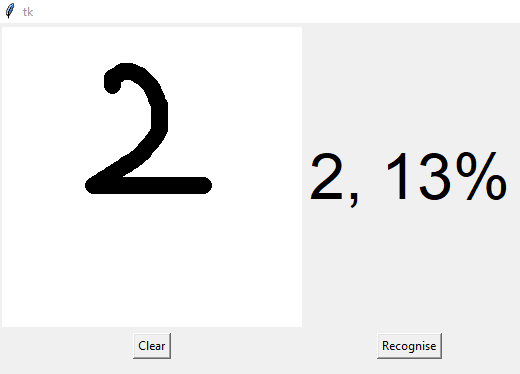 tk
2
2, 13%
Clear
Recognise